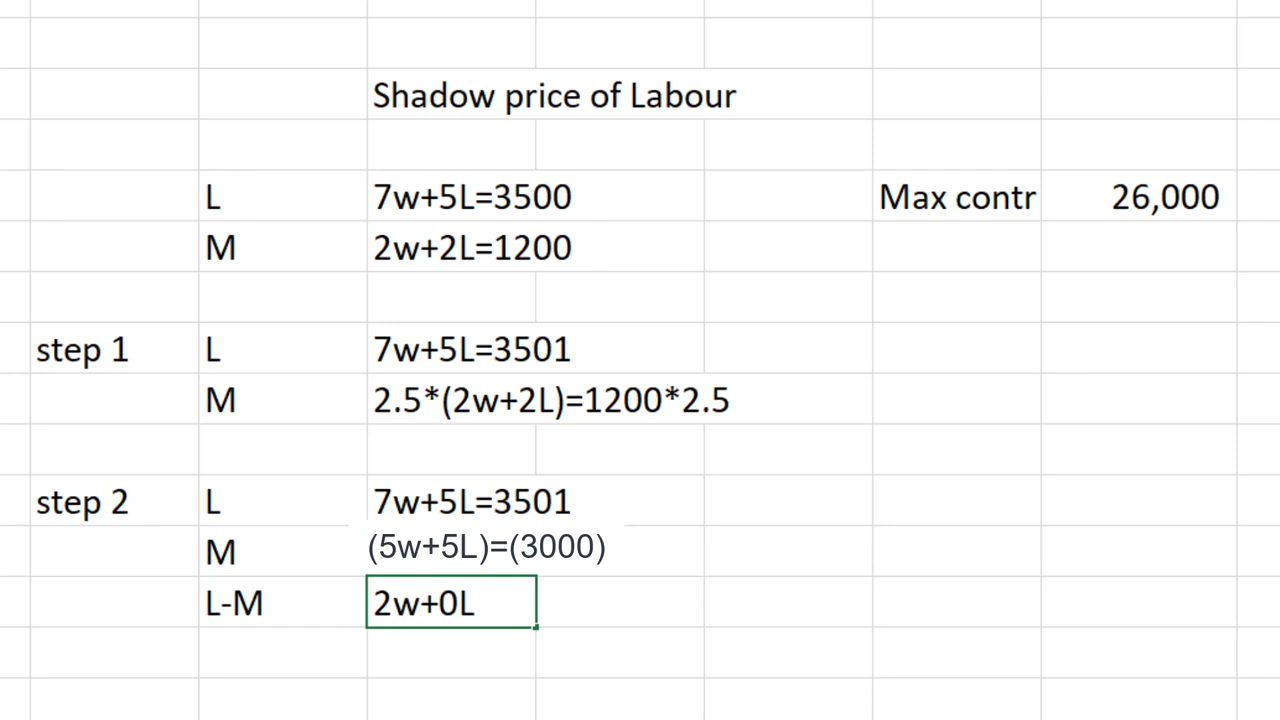 Shadow price of Labour
L 7w+5L=3500 Max contr 26,000
M 2w+2L=1200
step 1 L 7w+5L=3501
M 2.5*(2w+2L)=1200*2.5
step 2 L 7w+5L=3501
M (5w+5L)=(3000)
L-M 2w+0L